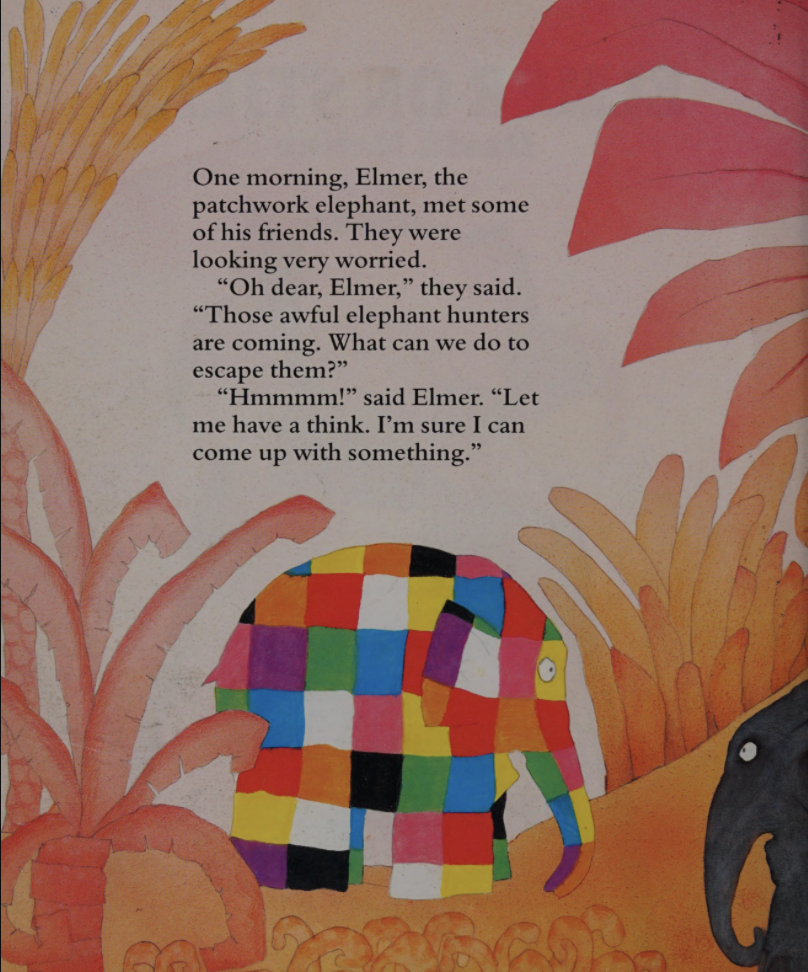 One morning, Elmer, the
patchwork elephant, met some
of his friends. They were
looking very worried.
“Oh dear, Elmer,” they said.
“Those awful elephant hunters
are coming. What can we do to
escape them?”
“Hmmmm!” said Elmer. “Let
me have a think. I’m sure I can
come up with something.”